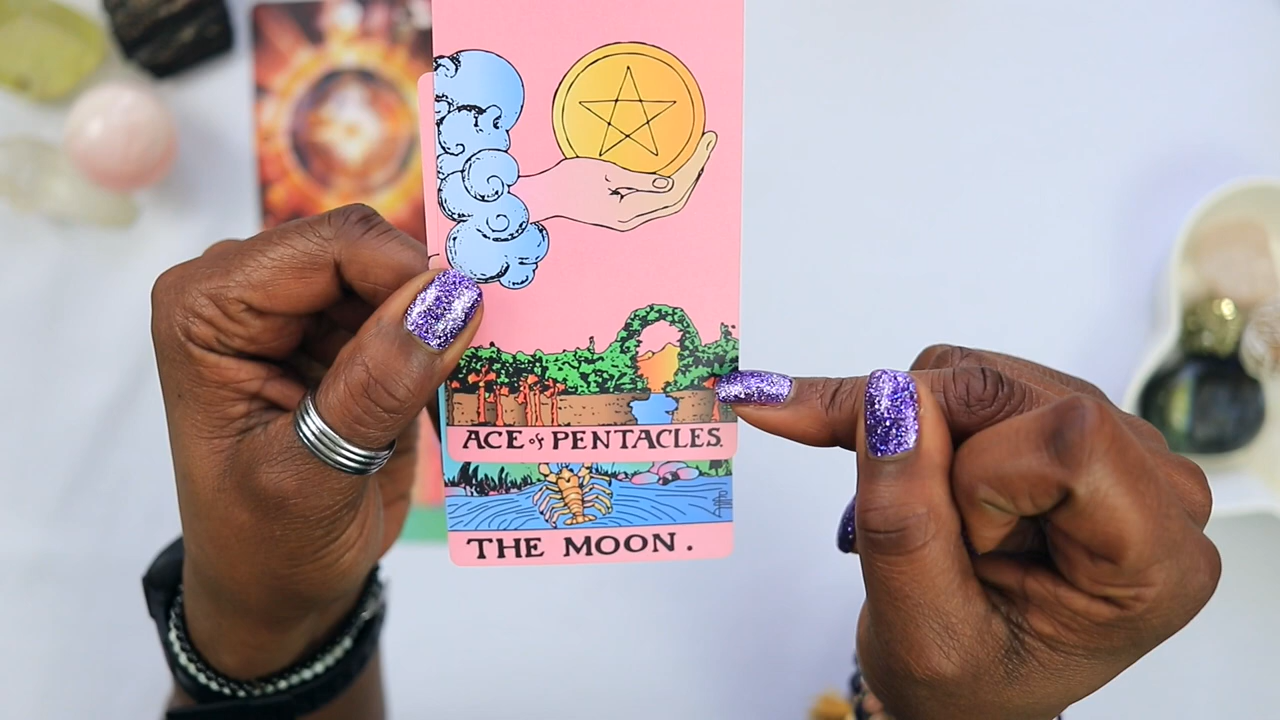 ACE of PENTACLES.
THE MOON.